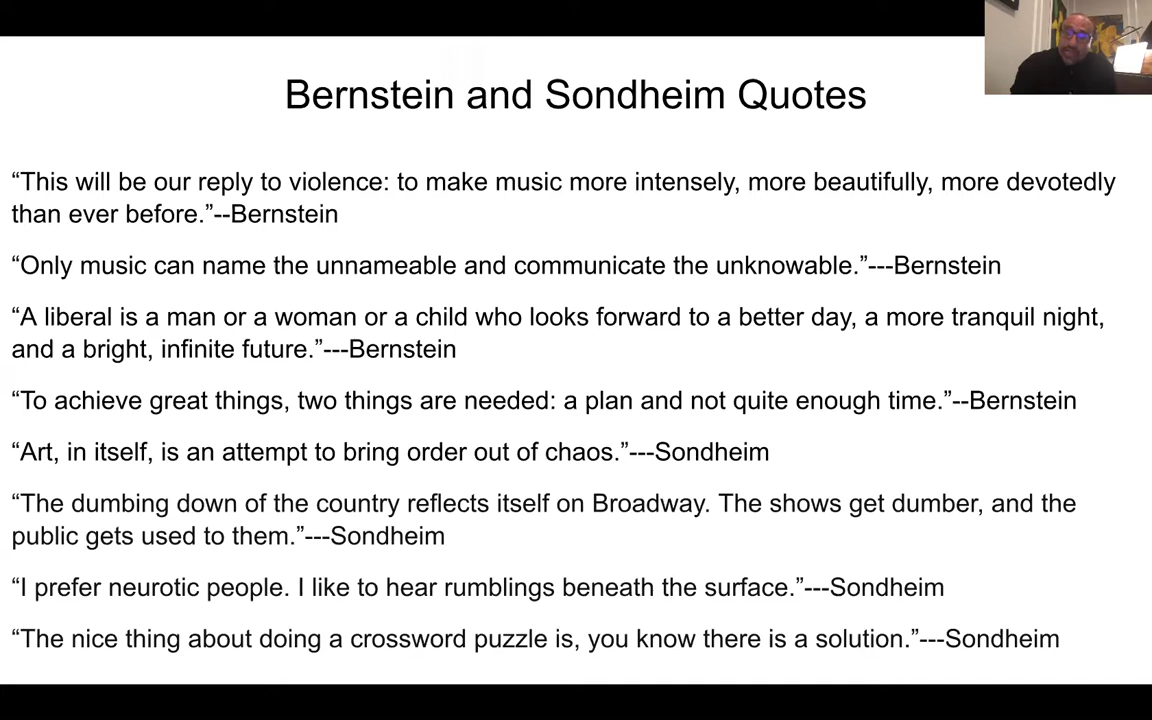 Bernstein and Sondheim Quotes
“This will be our reply to violence: to make music more intensely, more beautifully, more devotedly
than ever before.”--Bernstein
“Only music can name the unnameable and communicate the unknowable.”---Bernstein
“A liberal is a man or a woman or a child who looks forward to a better day, a more tranquil night,
and a bright, infinite future.”---Bernstein
“To achieve great things, two things are needed: a plan and not quite enough time.”--Bernstein
“Art, in itself, is an attempt to bring order out of chaos.”---Sondheim
“The dumbing down of the country reflects itself on Broadway. The shows get dumber, and the
public gets used to them.”---Sondheim
“I prefer neurotic people. I like to hear rumblings beneath the surface.”---Sondheim
“The nice thing about doing a crossword puzzle is, you know there is a solution.”---Sondheim